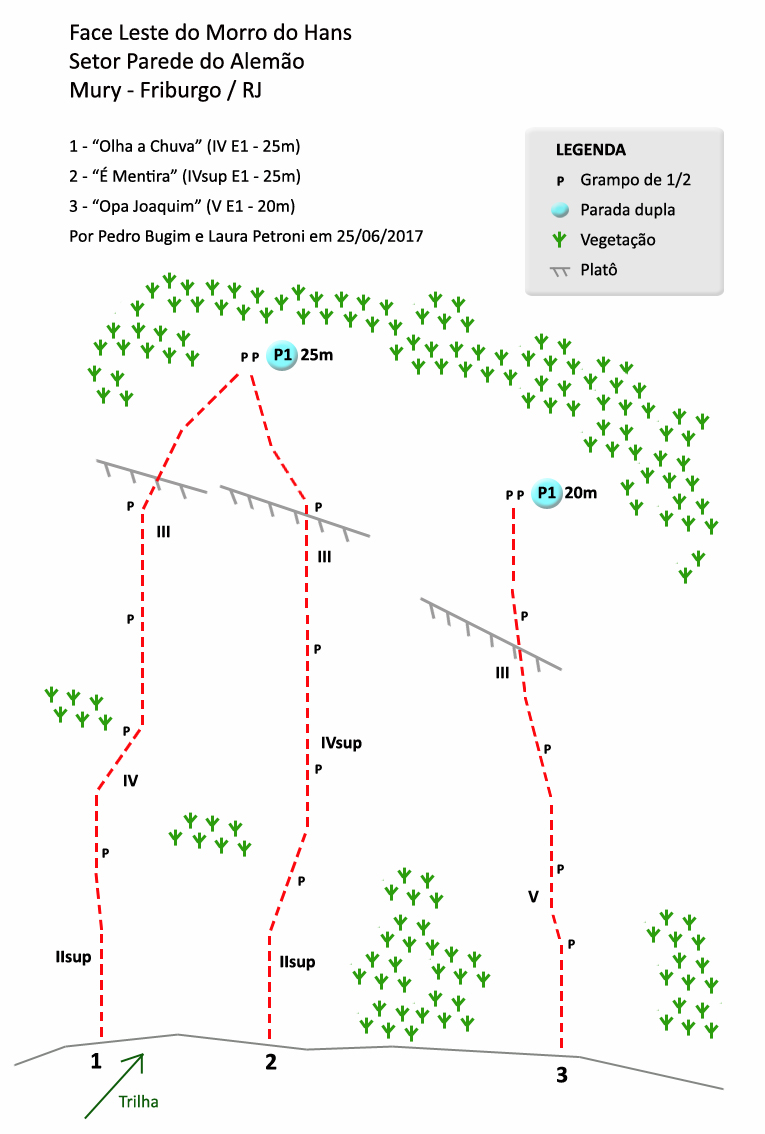 Face Leste do Morro do Hans
Setor Parede do Alemão
Mury - Friburgo / RJ
1 - “Olha a Chuva” (IV E1 - 25m)
2 - “É Mentira” (IVsup E1 - 25m)
3 - “Opa Joaquim” (V E1 - 20m)
Por Pedro Bugim e Laura Petroni em 25/06/2017
LEGENDA
P Grampo de 1/2
Parada dupla
Vegetação
Platô
P P P1 25m
P P P1 20m
P
P
III
III
P
P
P
III
P
IVsup
P
IV
P
P
P
P
V
P
IIsup
IIsup
1
2
3
Trilha